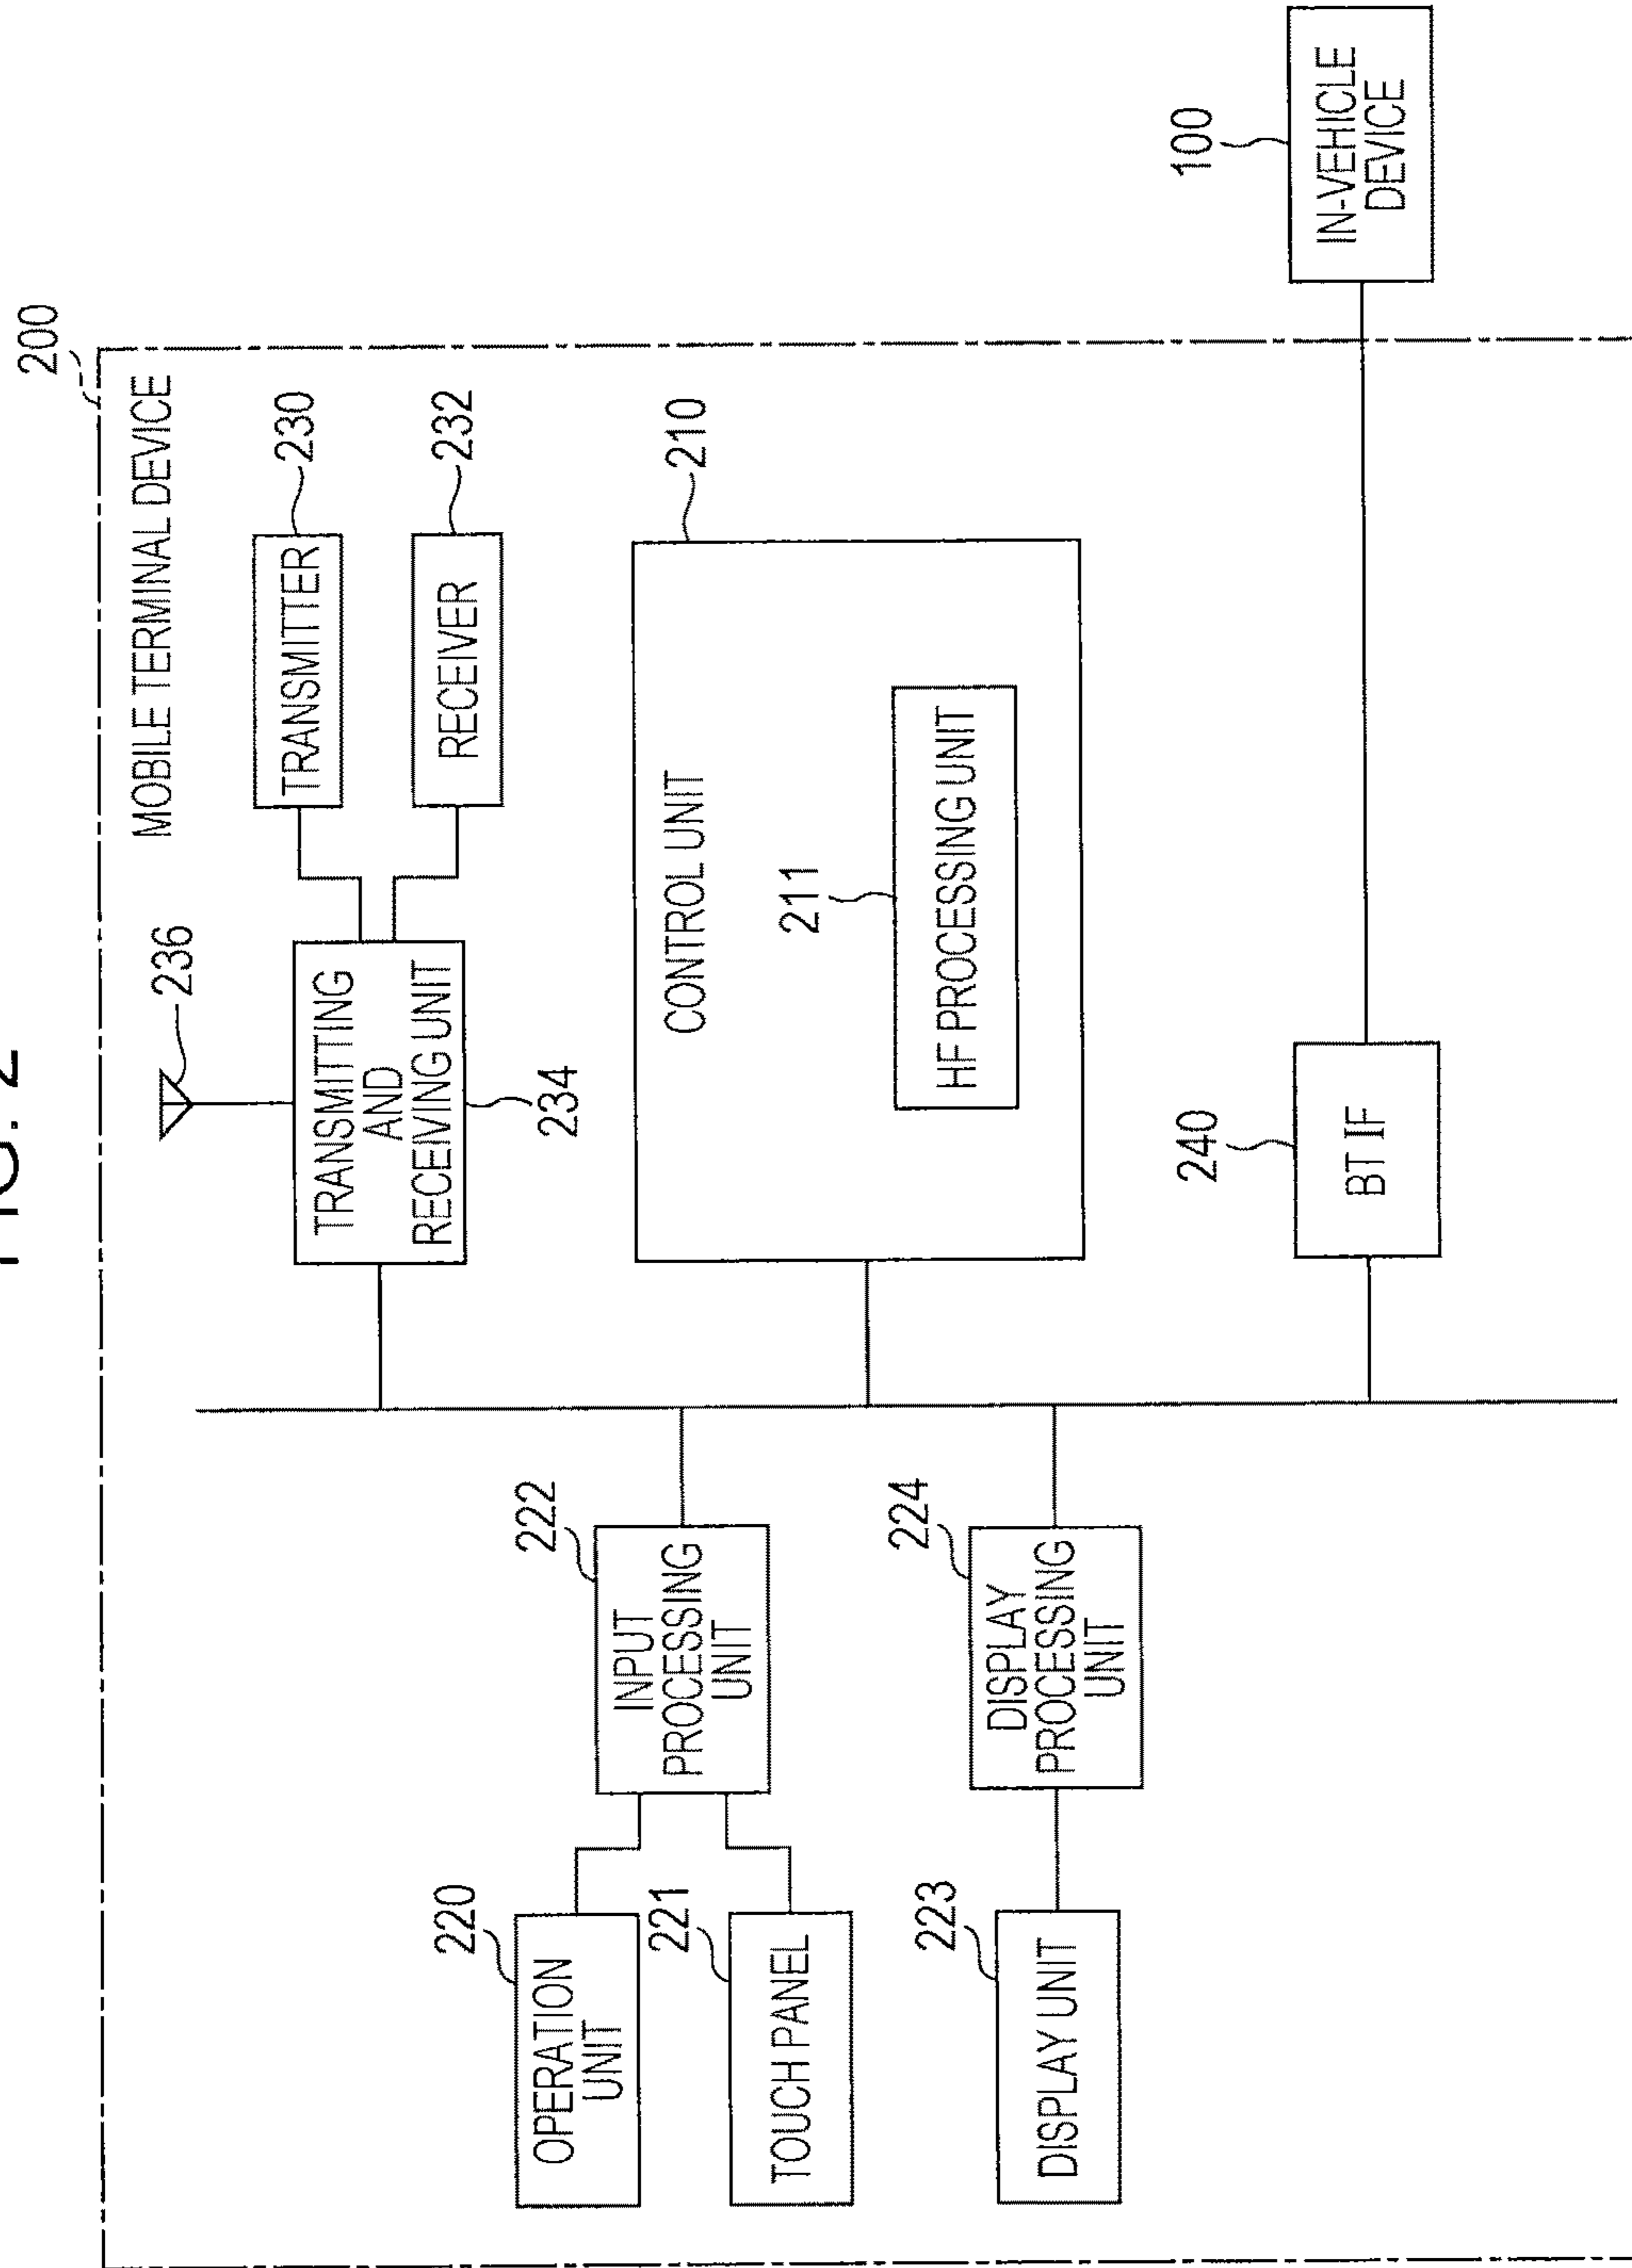 FIG. 2
200
MOBILE TERMINAL DEVICE
236
TRANSMITTING
AND
RECEIVING UNIT
234
TRANSMITTER
230
RECEIVER
232
220
OPERATION
UNIT
221
TOUCH PANEL
222
INPUT
PROCESSING
UNIT
CONTROL UNIT
210
211
HF PROCESSING UNIT
223
DISPLAY UNIT
224
DISPLAY
PROCESSING
UNIT
240
BT IF
100
IN-VEHICLE
DEVICE